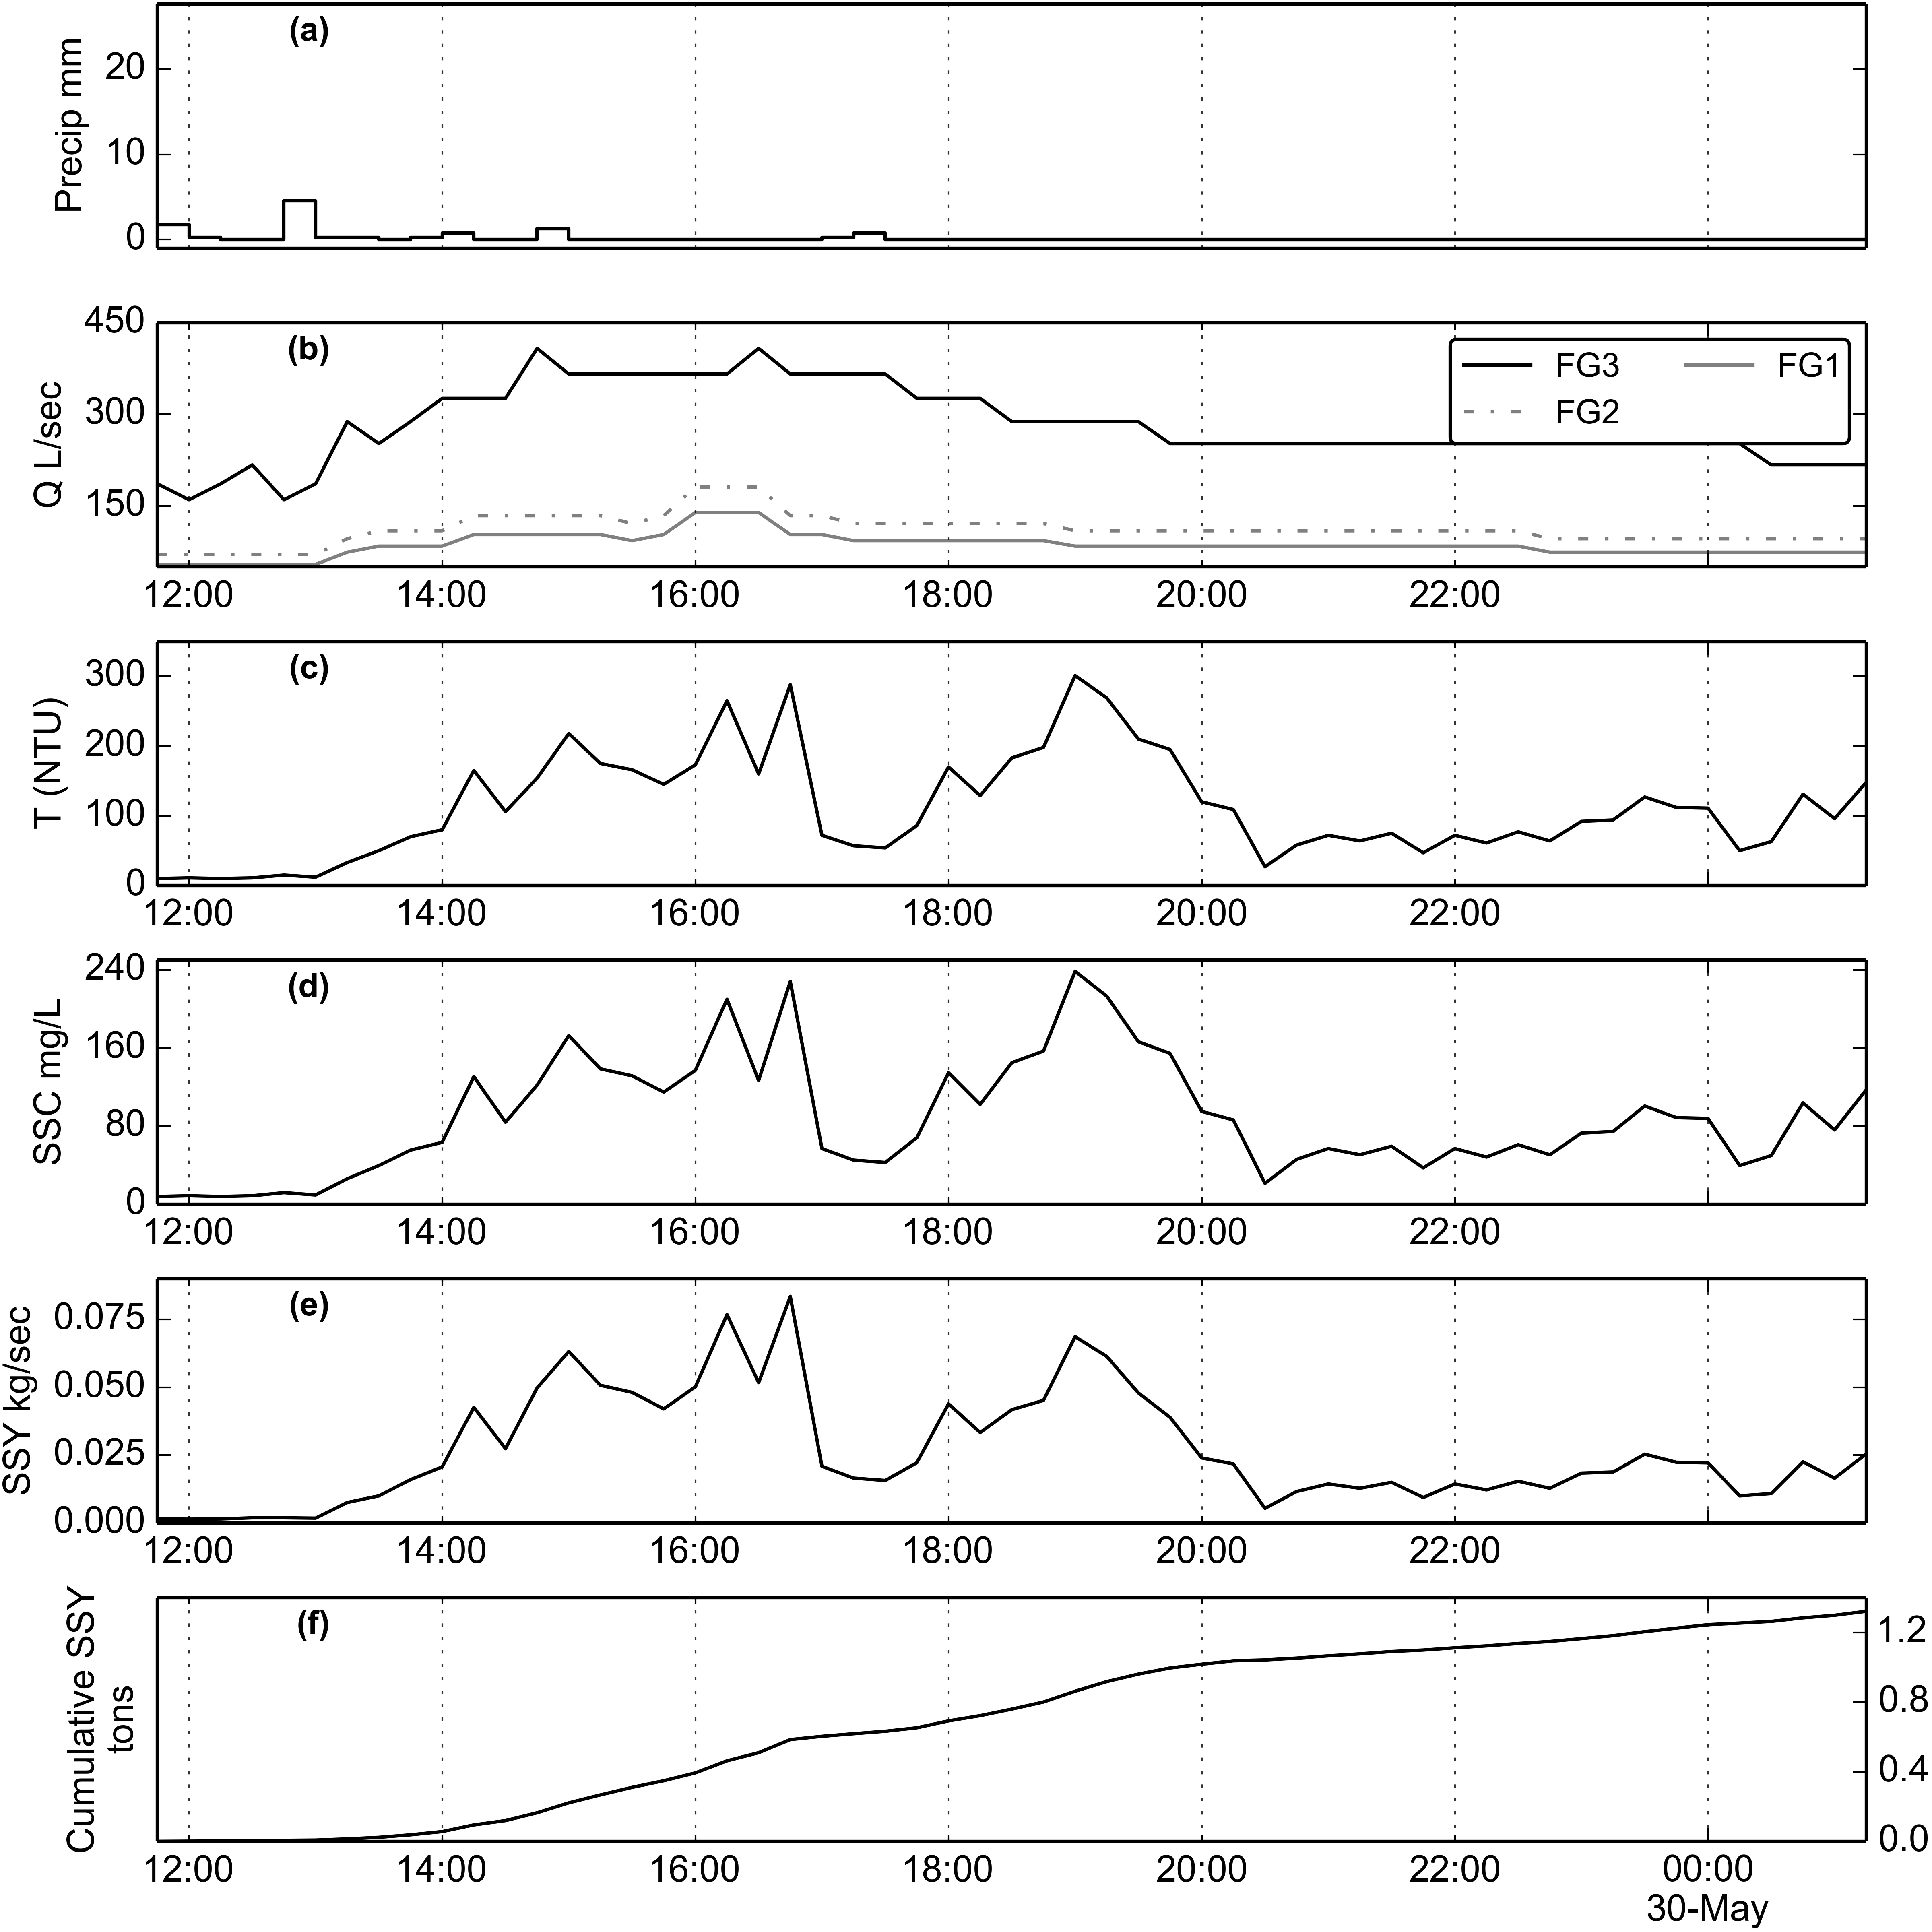 (a)
Precip mm
20
10
0
(b)
Q L/sec
450
300
150
FG3 FG1
FG2
12:00 14:00 16:00 18:00 20:00 22:00
(c)
T (NTU)
300
200
100
0
12:00 14:00 16:00 18:00 20:00 22:00
(d)
SSC mg/L
240
160
80
0
12:00 14:00 16:00 18:00 20:00 22:00
(e)
SSY kg/sec
0.075
0.050
0.025
0.000
12:00 14:00 16:00 18:00 20:00 22:00
(f)
Cumulative SSY
tons
1.2
0.8
0.4
0.0
12:00 14:00 16:00 18:00 20:00 22:00 00:00
30-May